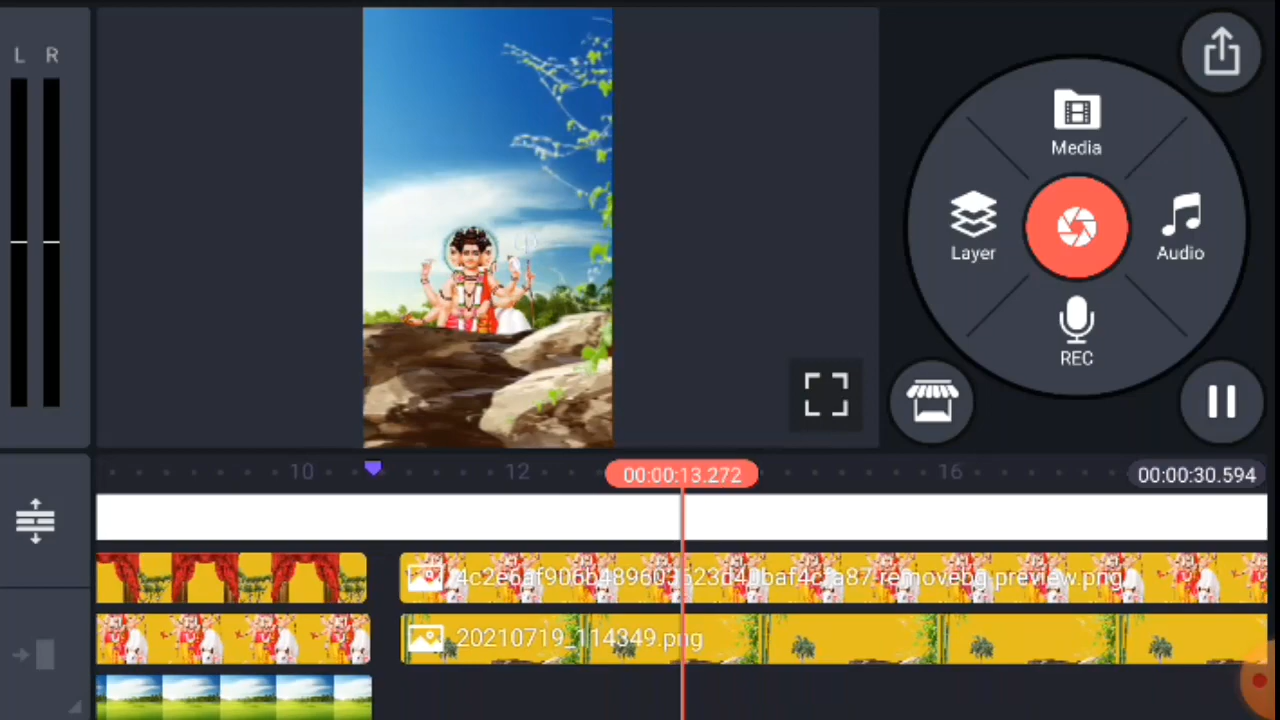 L R
Media
Layer
Audio
REC
10
12
00:00:13.272
16
00:00:30.594
20210719_114349.png